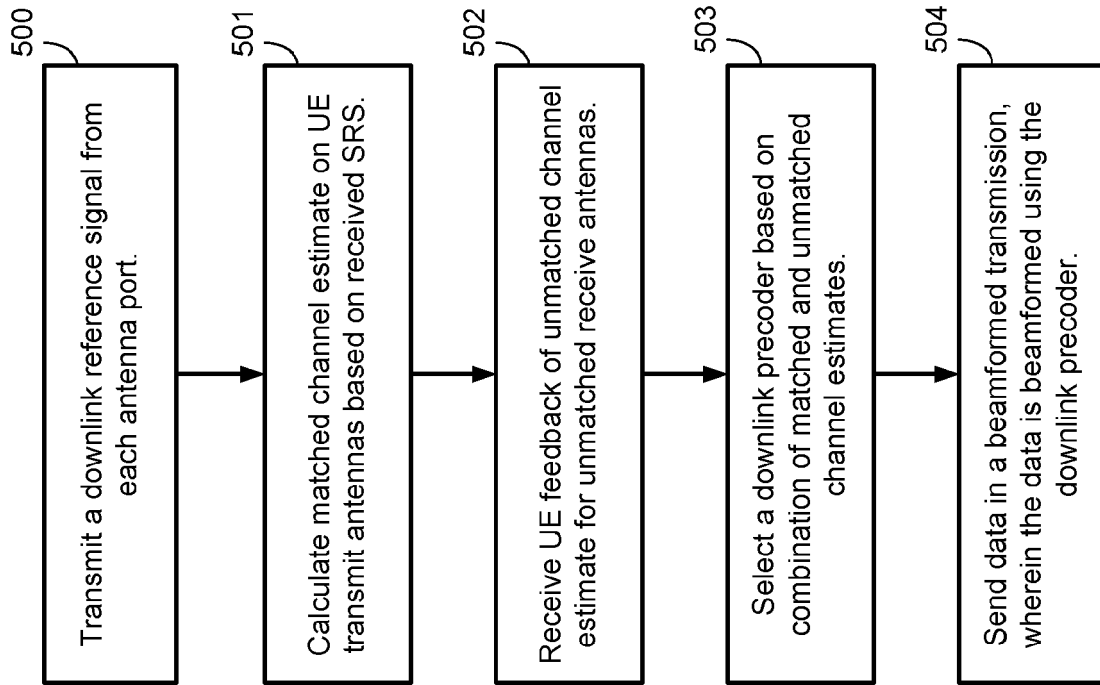 500
Transmit a downlink reference signal from
each antenna port.
501
Calculate matched channel estimate on UE
transmit antennas based on received SRS.
502
Receive UE feedback of unmatched channel
estimate for unmatched receive antennas.
503
Select a downlink precoder based on
combination of matched and unmatched
channel estimates.
504
Send data in a beamformed transmission,
wherein the data is beamformed using the
downlink precoder.